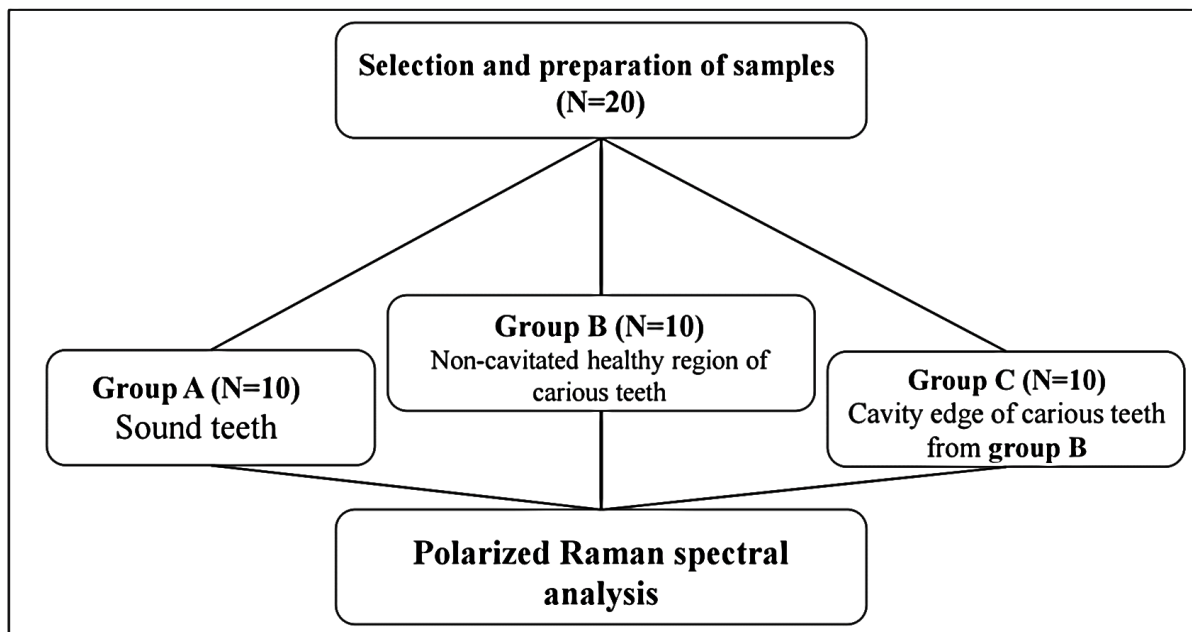 Selection and preparation of samples
(N=20)
Group A (N=10)
Sound teeth
Group B (N=10)
Non-cavitated healthy region of
carious teeth
Group C (N=10)
Cavity edge of carious teeth
from group B
Polarized Raman spectral
analysis